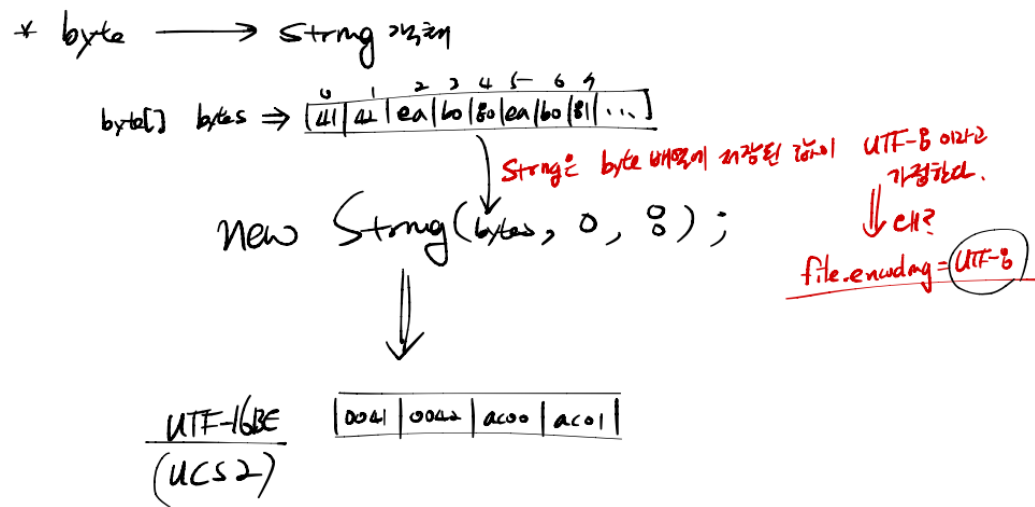 * byte → String 객체
0 1 2 3 4 5 6 7
byte[] bytes ⇒ [41|42|ea|b0|80|ea|b0|81|...]
String은 byte 배열에 저장된 값이 UTF-8 이라고
가정한다.
new String(bytes, 0, 8);
왜?
file.encoding=UTF-8
UTF-16BE |0041|0042|ac00|ac01|
(UCS2)